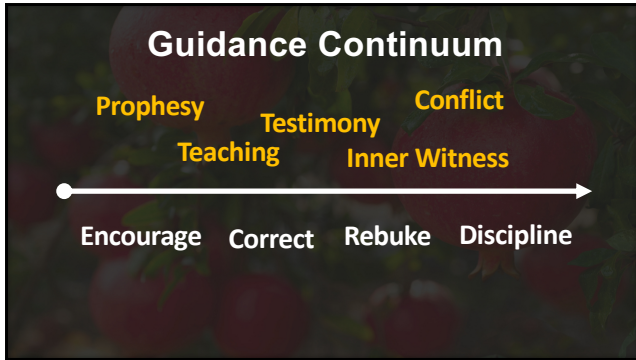 Guidance Continuum
Prophesy
Conflict
Testimony
Teaching
Inner Witness
Encourage
Correct
Rebuke
Discipline